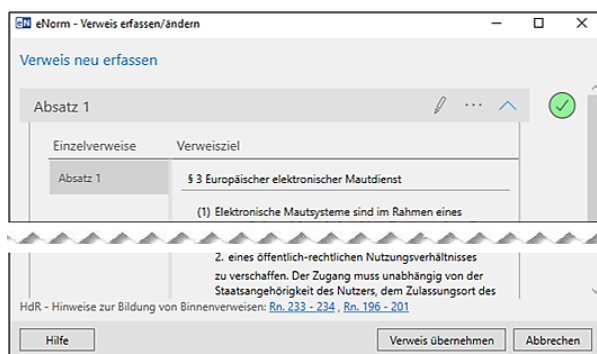 eN eNorm - Verweis erfassen/ändern
Verweis neu erfassen
Absatz 1
Einzelverweise Verweisziel
Absatz 1 § 3 Europäischer elektronischer Mautdienst
(1) Elektronische Mautsysteme sind im Rahmen eines
2. eines öffentlich-rechtlichen Nutzungsverhältnisses
zu verschaffen. Der Zugang muss unabhängig von der
Staatsangehörigkeit des Nutzers, dem Zulassungsort des
HdR - Hinweise zur Bildung von Binnenverweisen: Rn. 233 - 234 , Rn. 196 - 201
Hilfe Verweis übernehmen Abbrechen